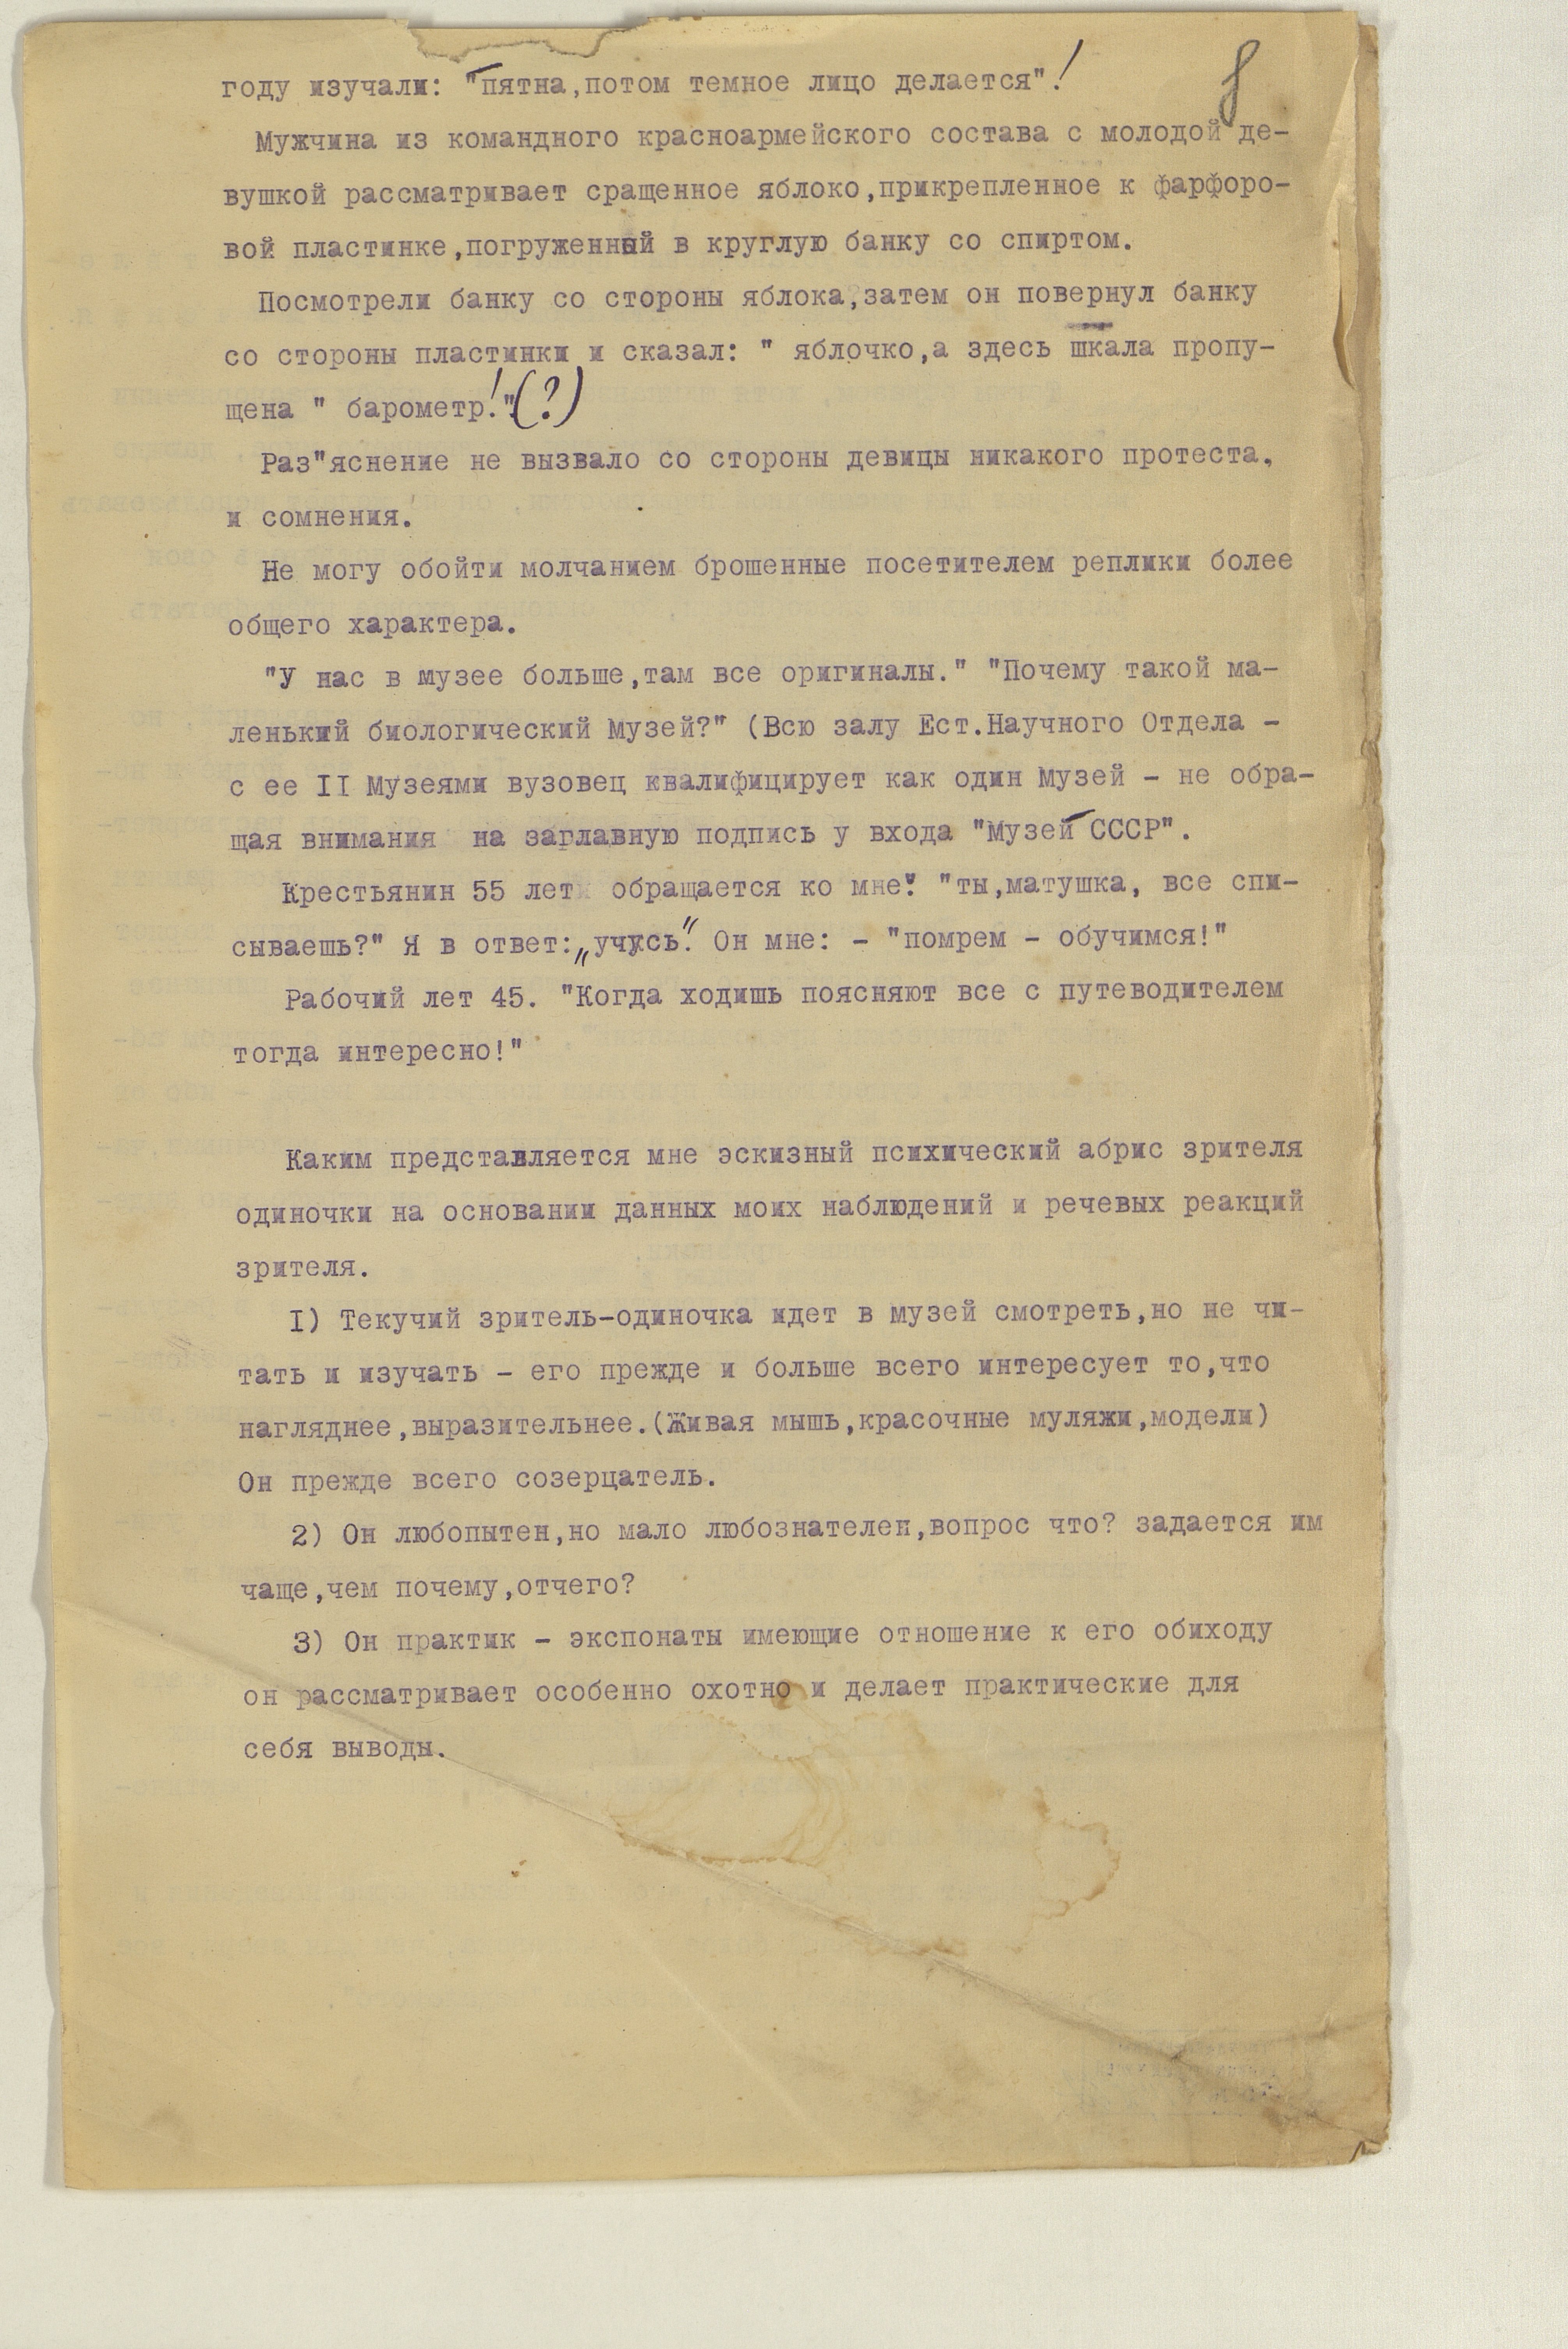 8
году изучали: "пятна,потом темное лицо делается"!
Мужчина из командного красноармейского состава с молодой де-
вушкой рассматривает сращенное яблоко,прикрепленное к фарфоро-
вой пластинке,погруженный в круглую банку со спиртом.
Посмотрели банку со стороны яблока,затем он повернул банку
со стороны пластинки и сказал: " яблочко,а здесь шкала пропу-
щена " барометр!"(?)
Раз"яснение не вызвало со стороны девицы никакого протеста,
и сомнения.
Не могу обойти молчанием брошенные посетителем реплики более
общего характера.
"У нас в музее больше,там все оригиналы." "Почему такой ма-
ленький биологический Музей?" (Всю залу Ест.Научного Отдела -
с ее II Музеями вузовец квалифицирует как один Музей - не обра-
щая внимания на заглавную подпись у входа "Музей СССР".
Крестьянин 55 лет обращается ко мне: "ты,матушка, все спи-
сываешь?" Я в ответ: „учусь". Он мне: - "помрем - обучимся!"
Рабочий лет 45. "Когда ходишь поясняют все с путеводителем
тогда интересно!"
Каким представляется мне эскизный психический абрис зрителя
одиночки на основании данных моих наблюдений и речевых реакций
зрителя.
I) Текучий зритель-одиночка идет в музей смотреть,но не чи-
тать и изучать - его прежде и больше всего интересует то,что
нагляднее,выразительнее.(Живая мышь,красочные муляжи,модели)
Он прежде всего созерцатель.
2) Он любопытен,но мало любознателен,вопрос что? задается им
чаще,чем почему,отчего?
3) Он практик - экспонаты имеющие отношение к его обиходу
он рассматривает особенно охотно и делает практические для
себя выводы.